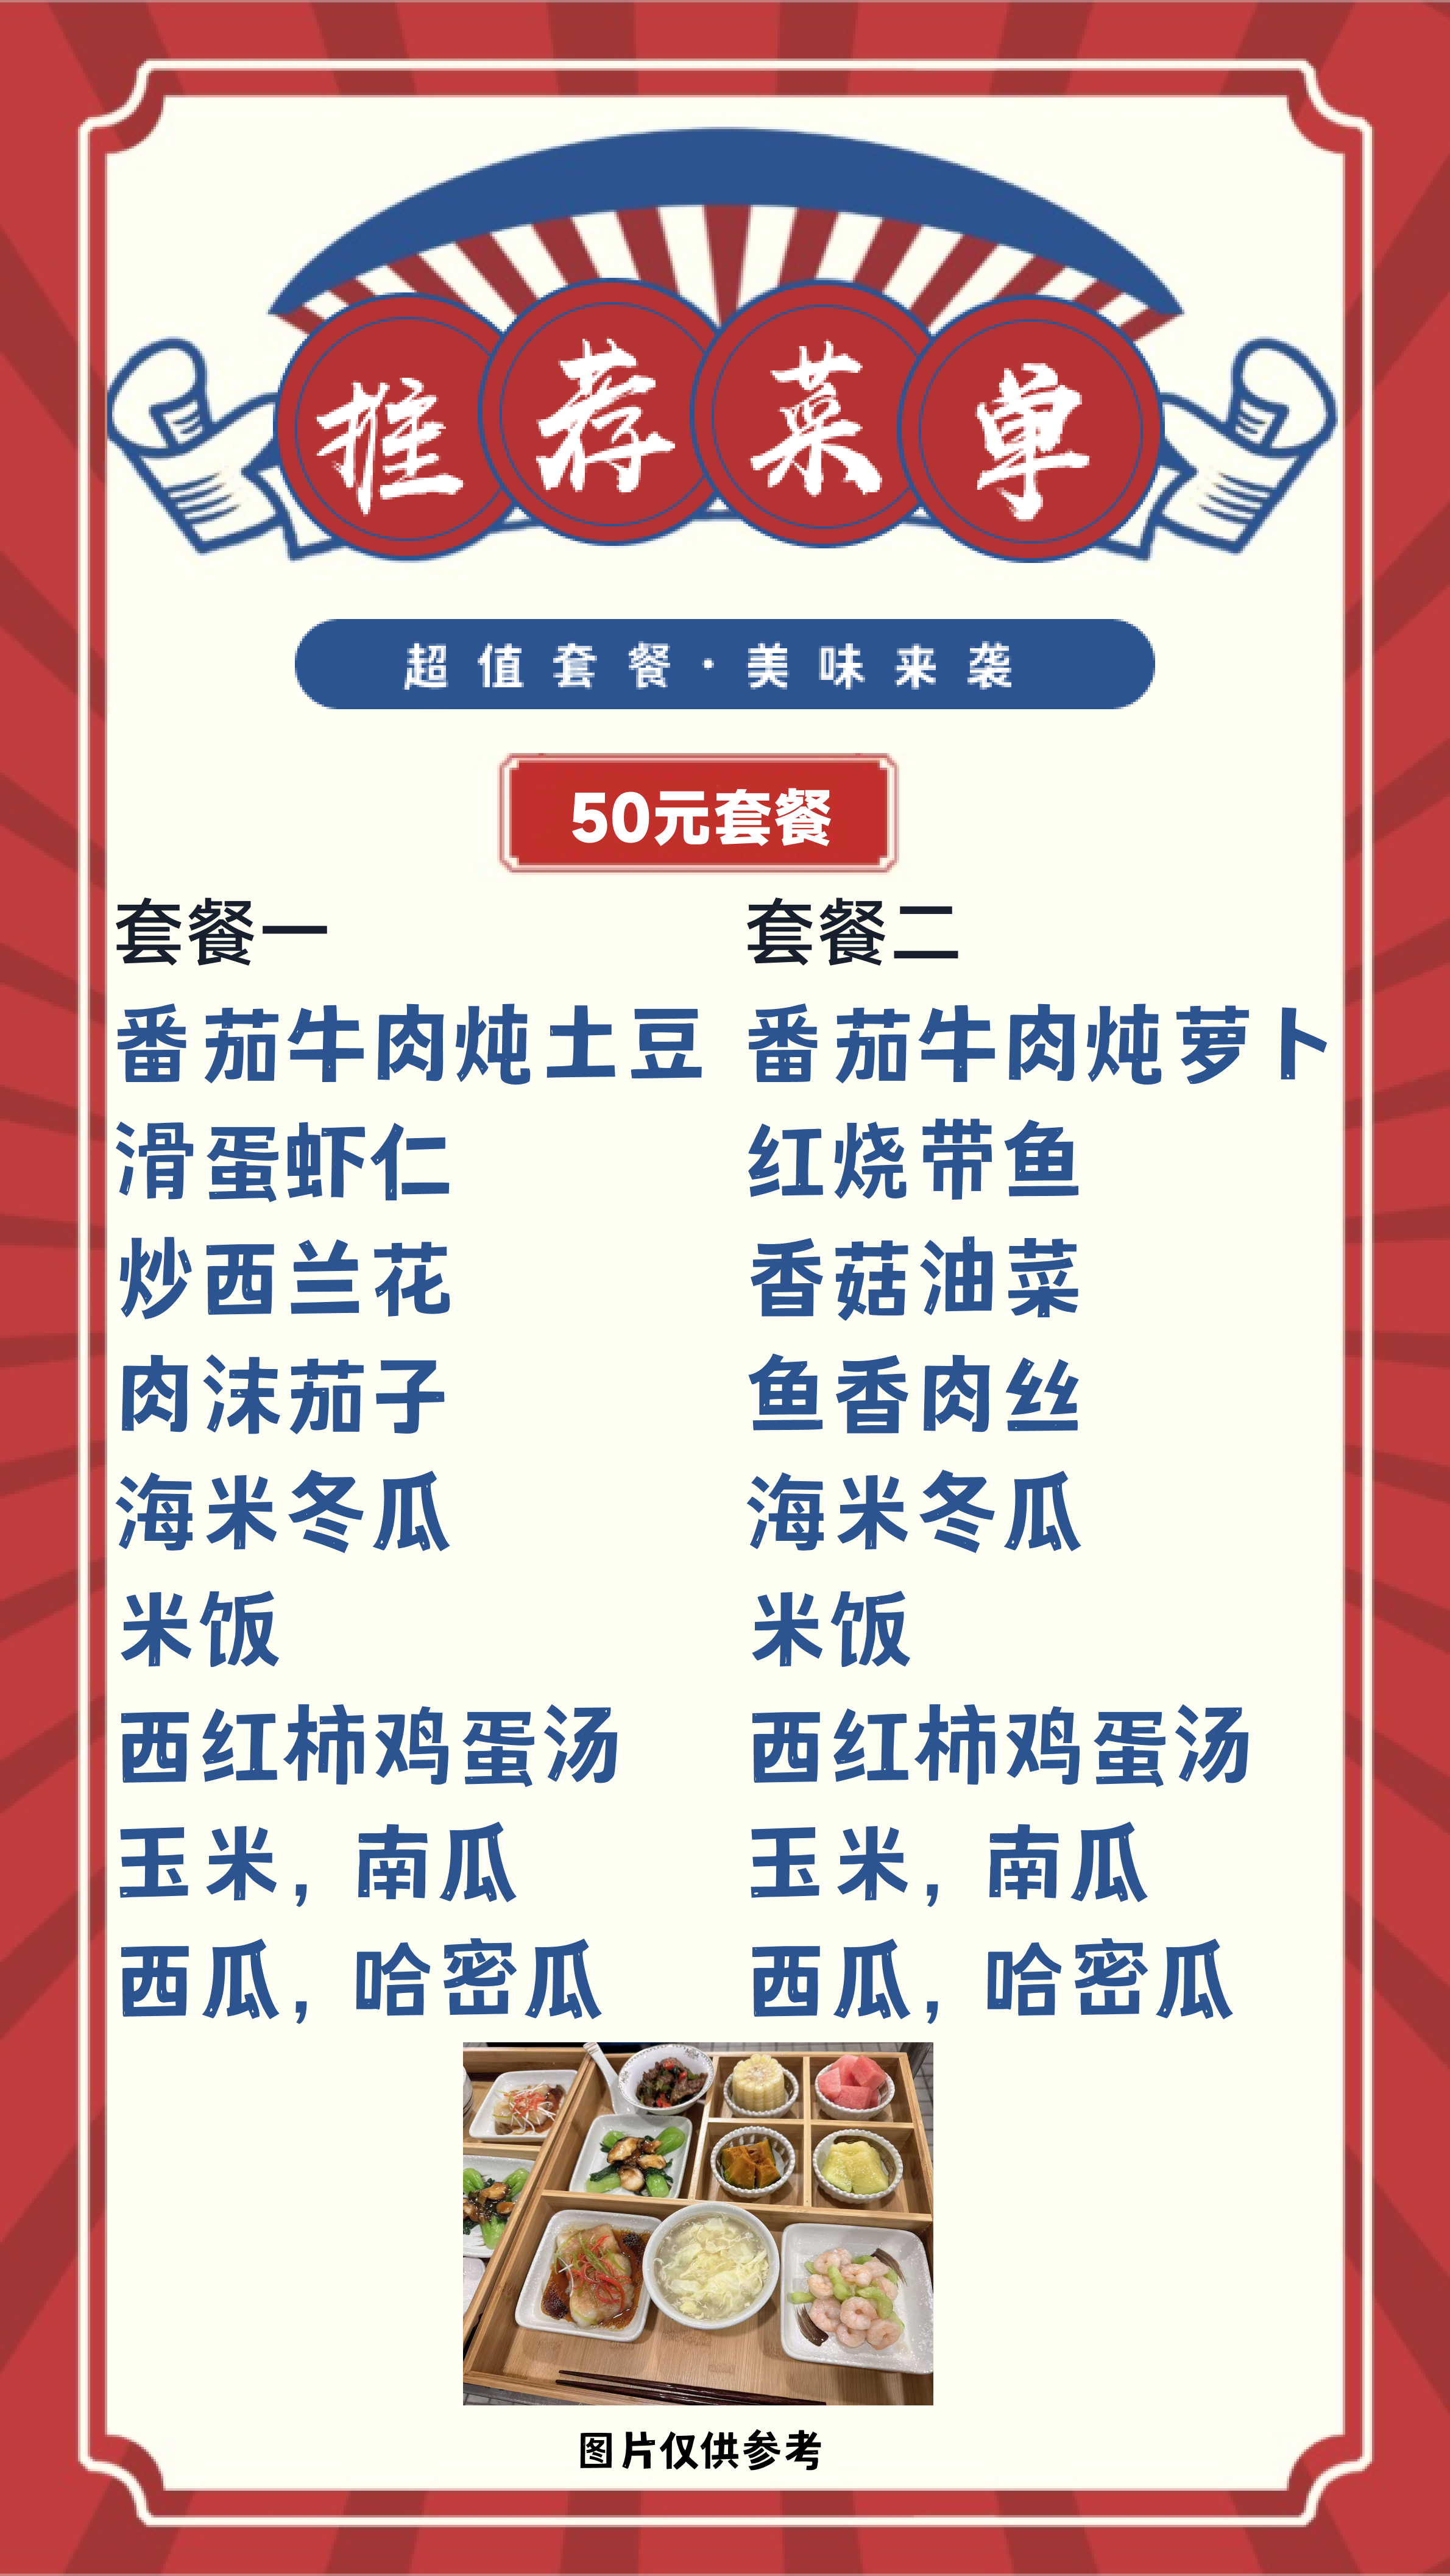 推荐菜单
超值套餐·美味来袭
50元套餐
套餐一
番茄牛肉炖土豆
滑蛋虾仁
炒西兰花
肉沫茄子
海米冬瓜
米饭
西红柿鸡蛋汤
玉米，南瓜
西瓜，哈密瓜
套餐二
番茄牛肉炖萝卜
红烧带鱼
香菇油菜
鱼香肉丝
海米冬瓜
米饭
西红柿鸡蛋汤
玉米，南瓜
西瓜，哈密瓜
图片仅供参考